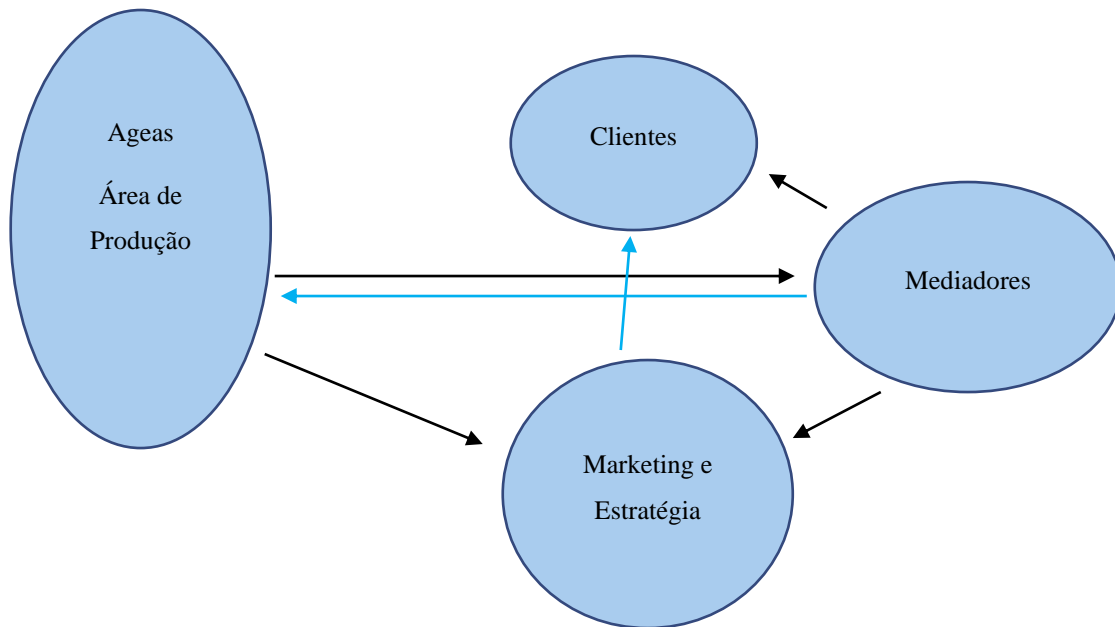 Ageas
Área de
Produção
Clientes
Mediadores
Marketing e
Estratégia